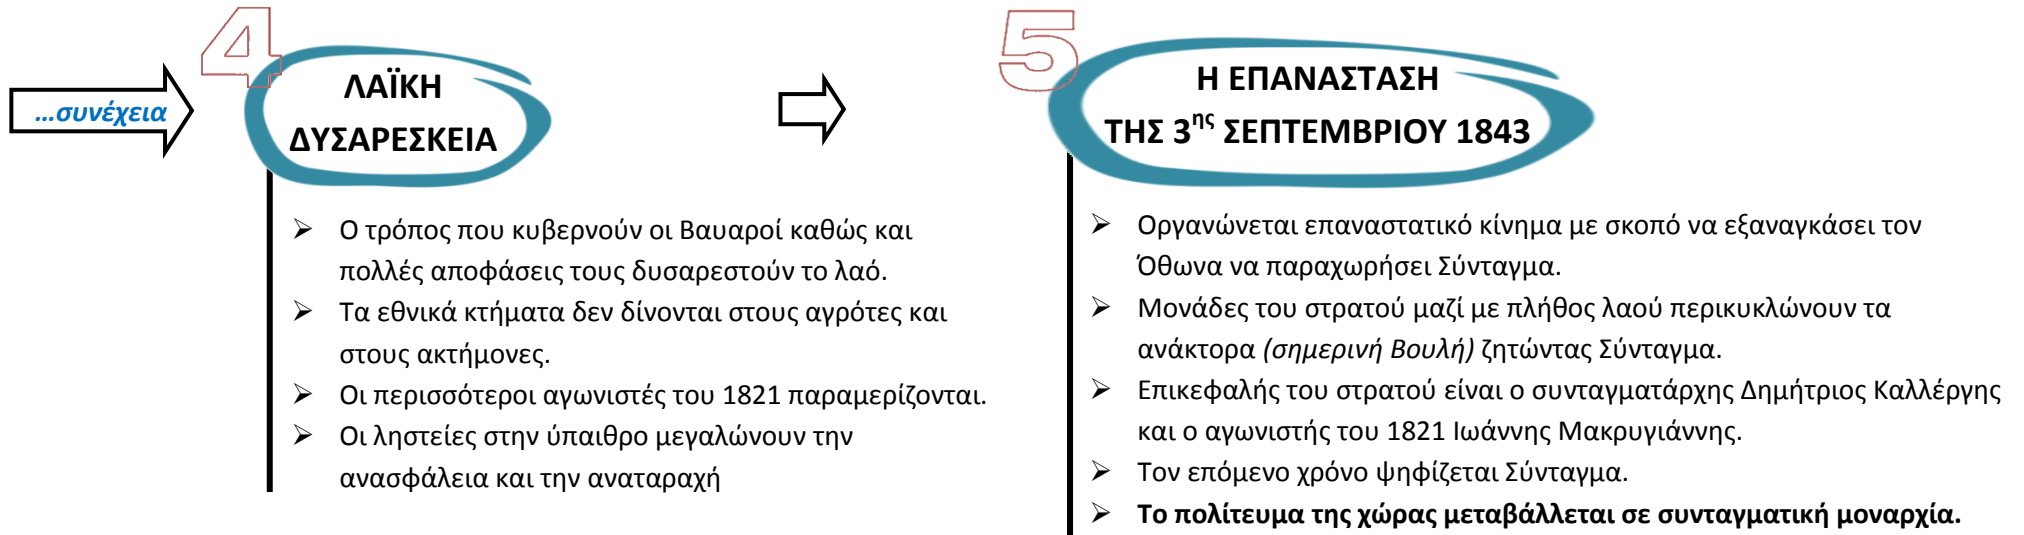 ...συνέχεια
4
ΛΑΪΚΗ
ΔΥΣΑΡΕΣΚΕΙΑ
➢ Ο τρόπος που κυβερνούν οι Βαυαροί καθώς και
πολλές αποφάσεις τους δυσαρεστούν το λαό.
➢ Τα εθνικά κτήματα δεν δίνονται στους αγρότες και
στους ακτήμονες.
➢ Οι περισσότεροι αγωνιστές του 1821 παραμερίζονται.
➢ Οι ληστείες στην ύπαιθρο μεγαλώνουν την
ανασφάλεια και την αναταραχή
5
Η ΕΠΑΝΑΣΤΑΣΗ
ΤΗΣ 3ης ΣΕΠΤΕΜΒΡΙΟΥ 1843
➢ Οργανώνεται επαναστατικό κίνημα με σκοπό να εξαναγκάσει τον
Όθωνα να παραχωρήσει Σύνταγμα.
➢ Μονάδες του στρατού μαζί με πλήθος λαού περικυκλώνουν τα
ανάκτορα (σημερινή Βουλή) ζητώντας Σύνταγμα.
➢ Επικεφαλής του στρατού είναι ο συνταγματάρχης Δημήτριος Καλλέργης
και ο αγωνιστής του 1821 Ιωάννης Μακρυγιάννης.
➢ Τον επόμενο χρόνο ψηφίζεται Σύνταγμα.
➢ Το πολίτευμα της χώρας μεταβάλλεται σε συνταγματική μοναρχία.